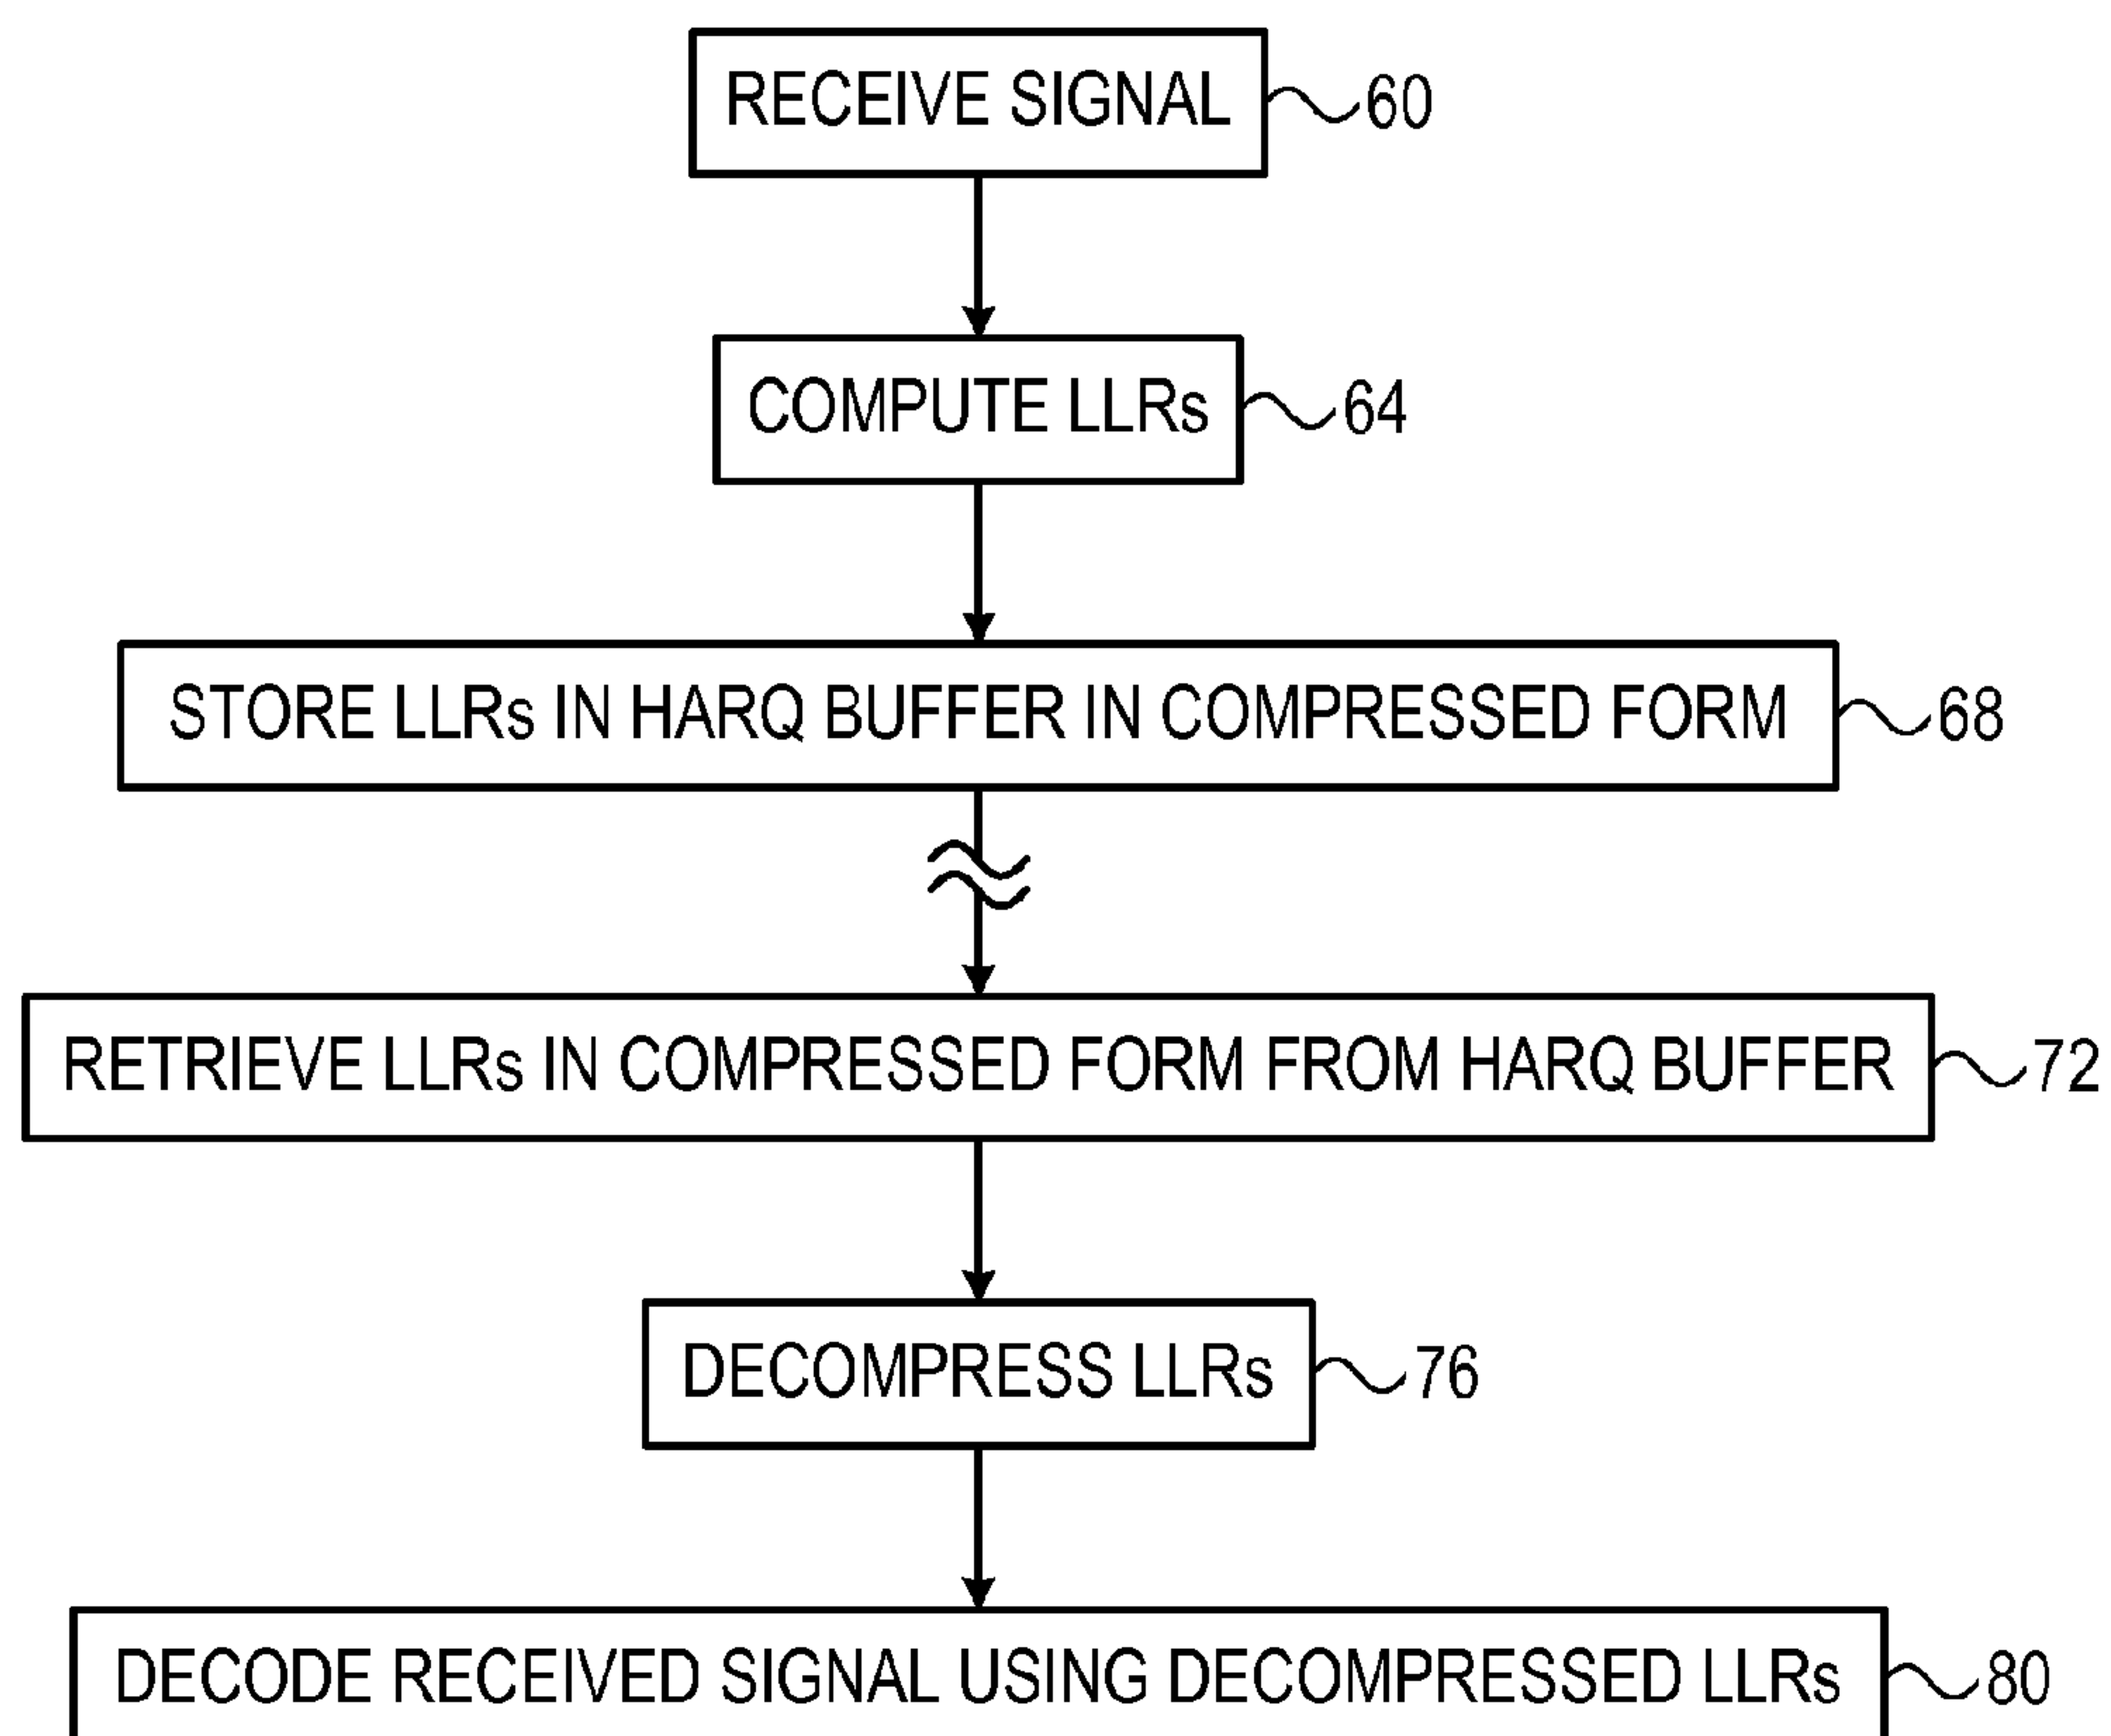 RECEIVE SIGNAL 60
COMPUTE LLRs 64
STORE LLRs IN HARQ BUFFER IN COMPRESSED FORM 68
RETRIEVE LLRs IN COMPRESSED FORM FROM HARQ BUFFER 72
DECOMPRESS LLRs 76
DECODE RECEIVED SIGNAL USING DECOMPRESSED LLRs 80